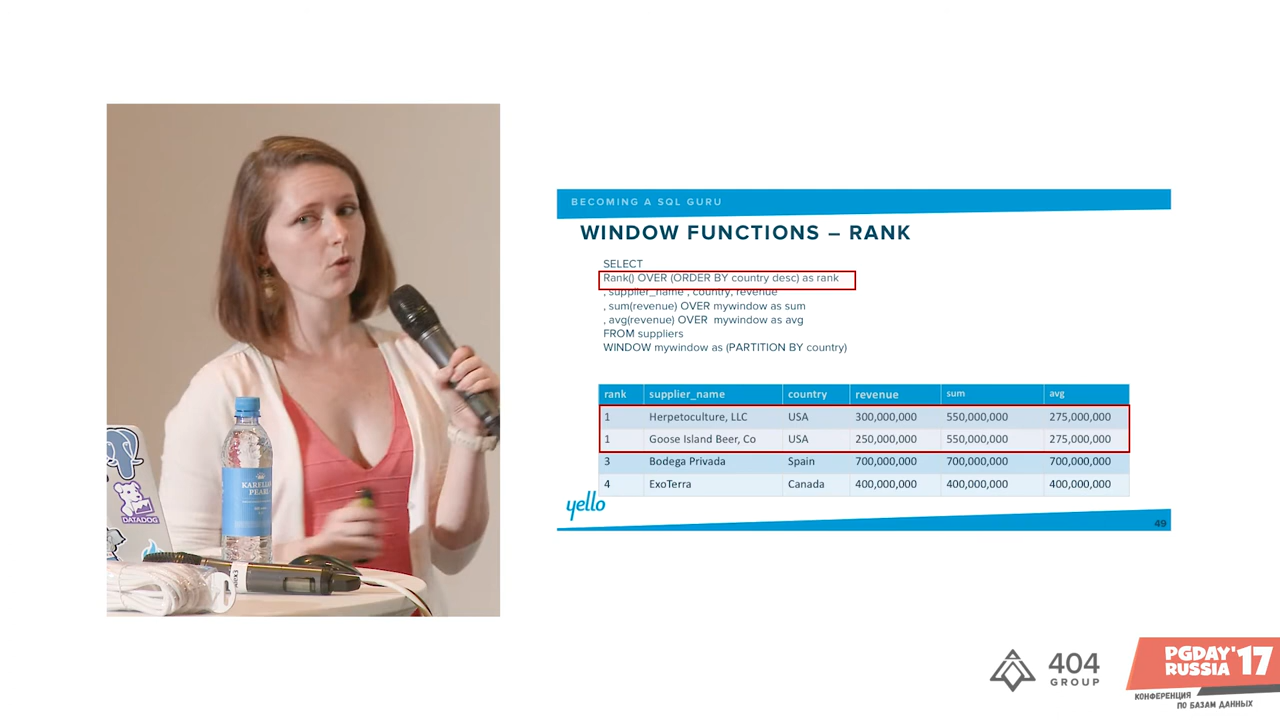 BECOMING A SQL GURU
WINDOW FUNCTIONS – RANK
SELECT
Rank() OVER (ORDER BY country desc) as rank
, supplier_name , country, revenue
, sum(revenue) OVER mywindow as sum
, avg(revenue) OVER mywindow as avg
FROM suppliers
WINDOW mywindow as (PARTITION BY country)
rank supplier_name country revenue sum avg
1 Herpetoculture, LLC USA 300,000,000 550,000,000 275,000,000
1 Goose Island Beer, Co USA 250,000,000 550,000,000 275,000,000
3 Bodega Privada Spain 700,000,000 700,000,000 700,000,000
4 ExoTerra Canada 400,000,000 400,000,000 400,000,000
yello
49
DATADOG
KARELIA
PEARL
404
GROUP
PGDAY'17
RUSSIA
КОНФЕРЕНЦИЯ
ПО БАЗАМ ДАННЫХ